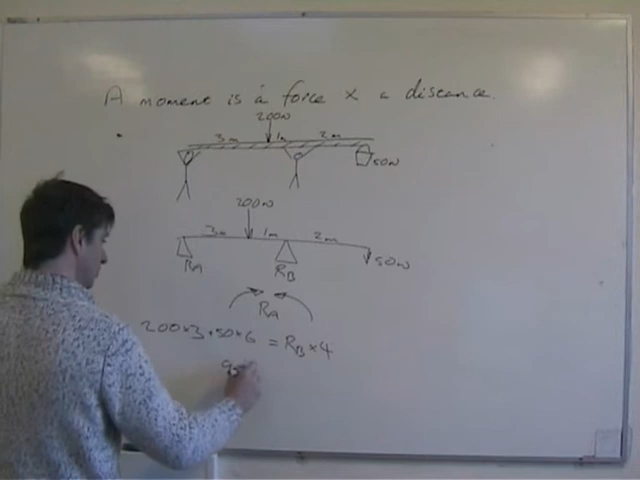 A moment is a force x a distance.
200N
3m 1m 2m
50N
200N
3m 1m 2m
RA RB 50N
RA
200x3+50x6 = RB x 4